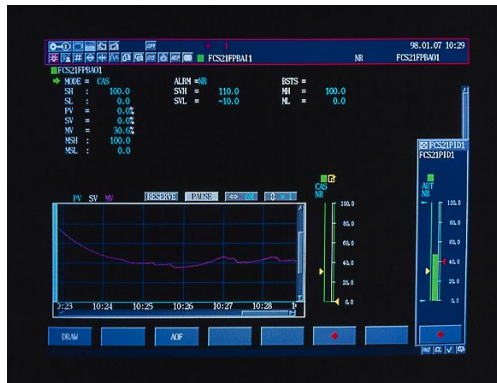 98.01.07 10:29
FCS21FPBA11 NR FCS21FPBA01
FCS21FPBA01
MODE = CAS ALRM =NR BSTS =
SH : 100.0 SVH = 110.0 MH = 100.0
SL : 0.0 SVL = -10.0 ML = 0.0
PV = 0.0%
SV = 0.0%
MV = 30.6%
MSH : 100.0
MSL : 0.0
FCS21PID1
FCS21PID1
CAS
NR
AUT
NR
PV SV MV RESERVE PAUSE
100.0
80.0
60.0
40.0
20.0
0.0
100.0
80.0
60.0
40.0
20.0
10:24 10:25 10:26 10:27 10:28
DRAW AOF